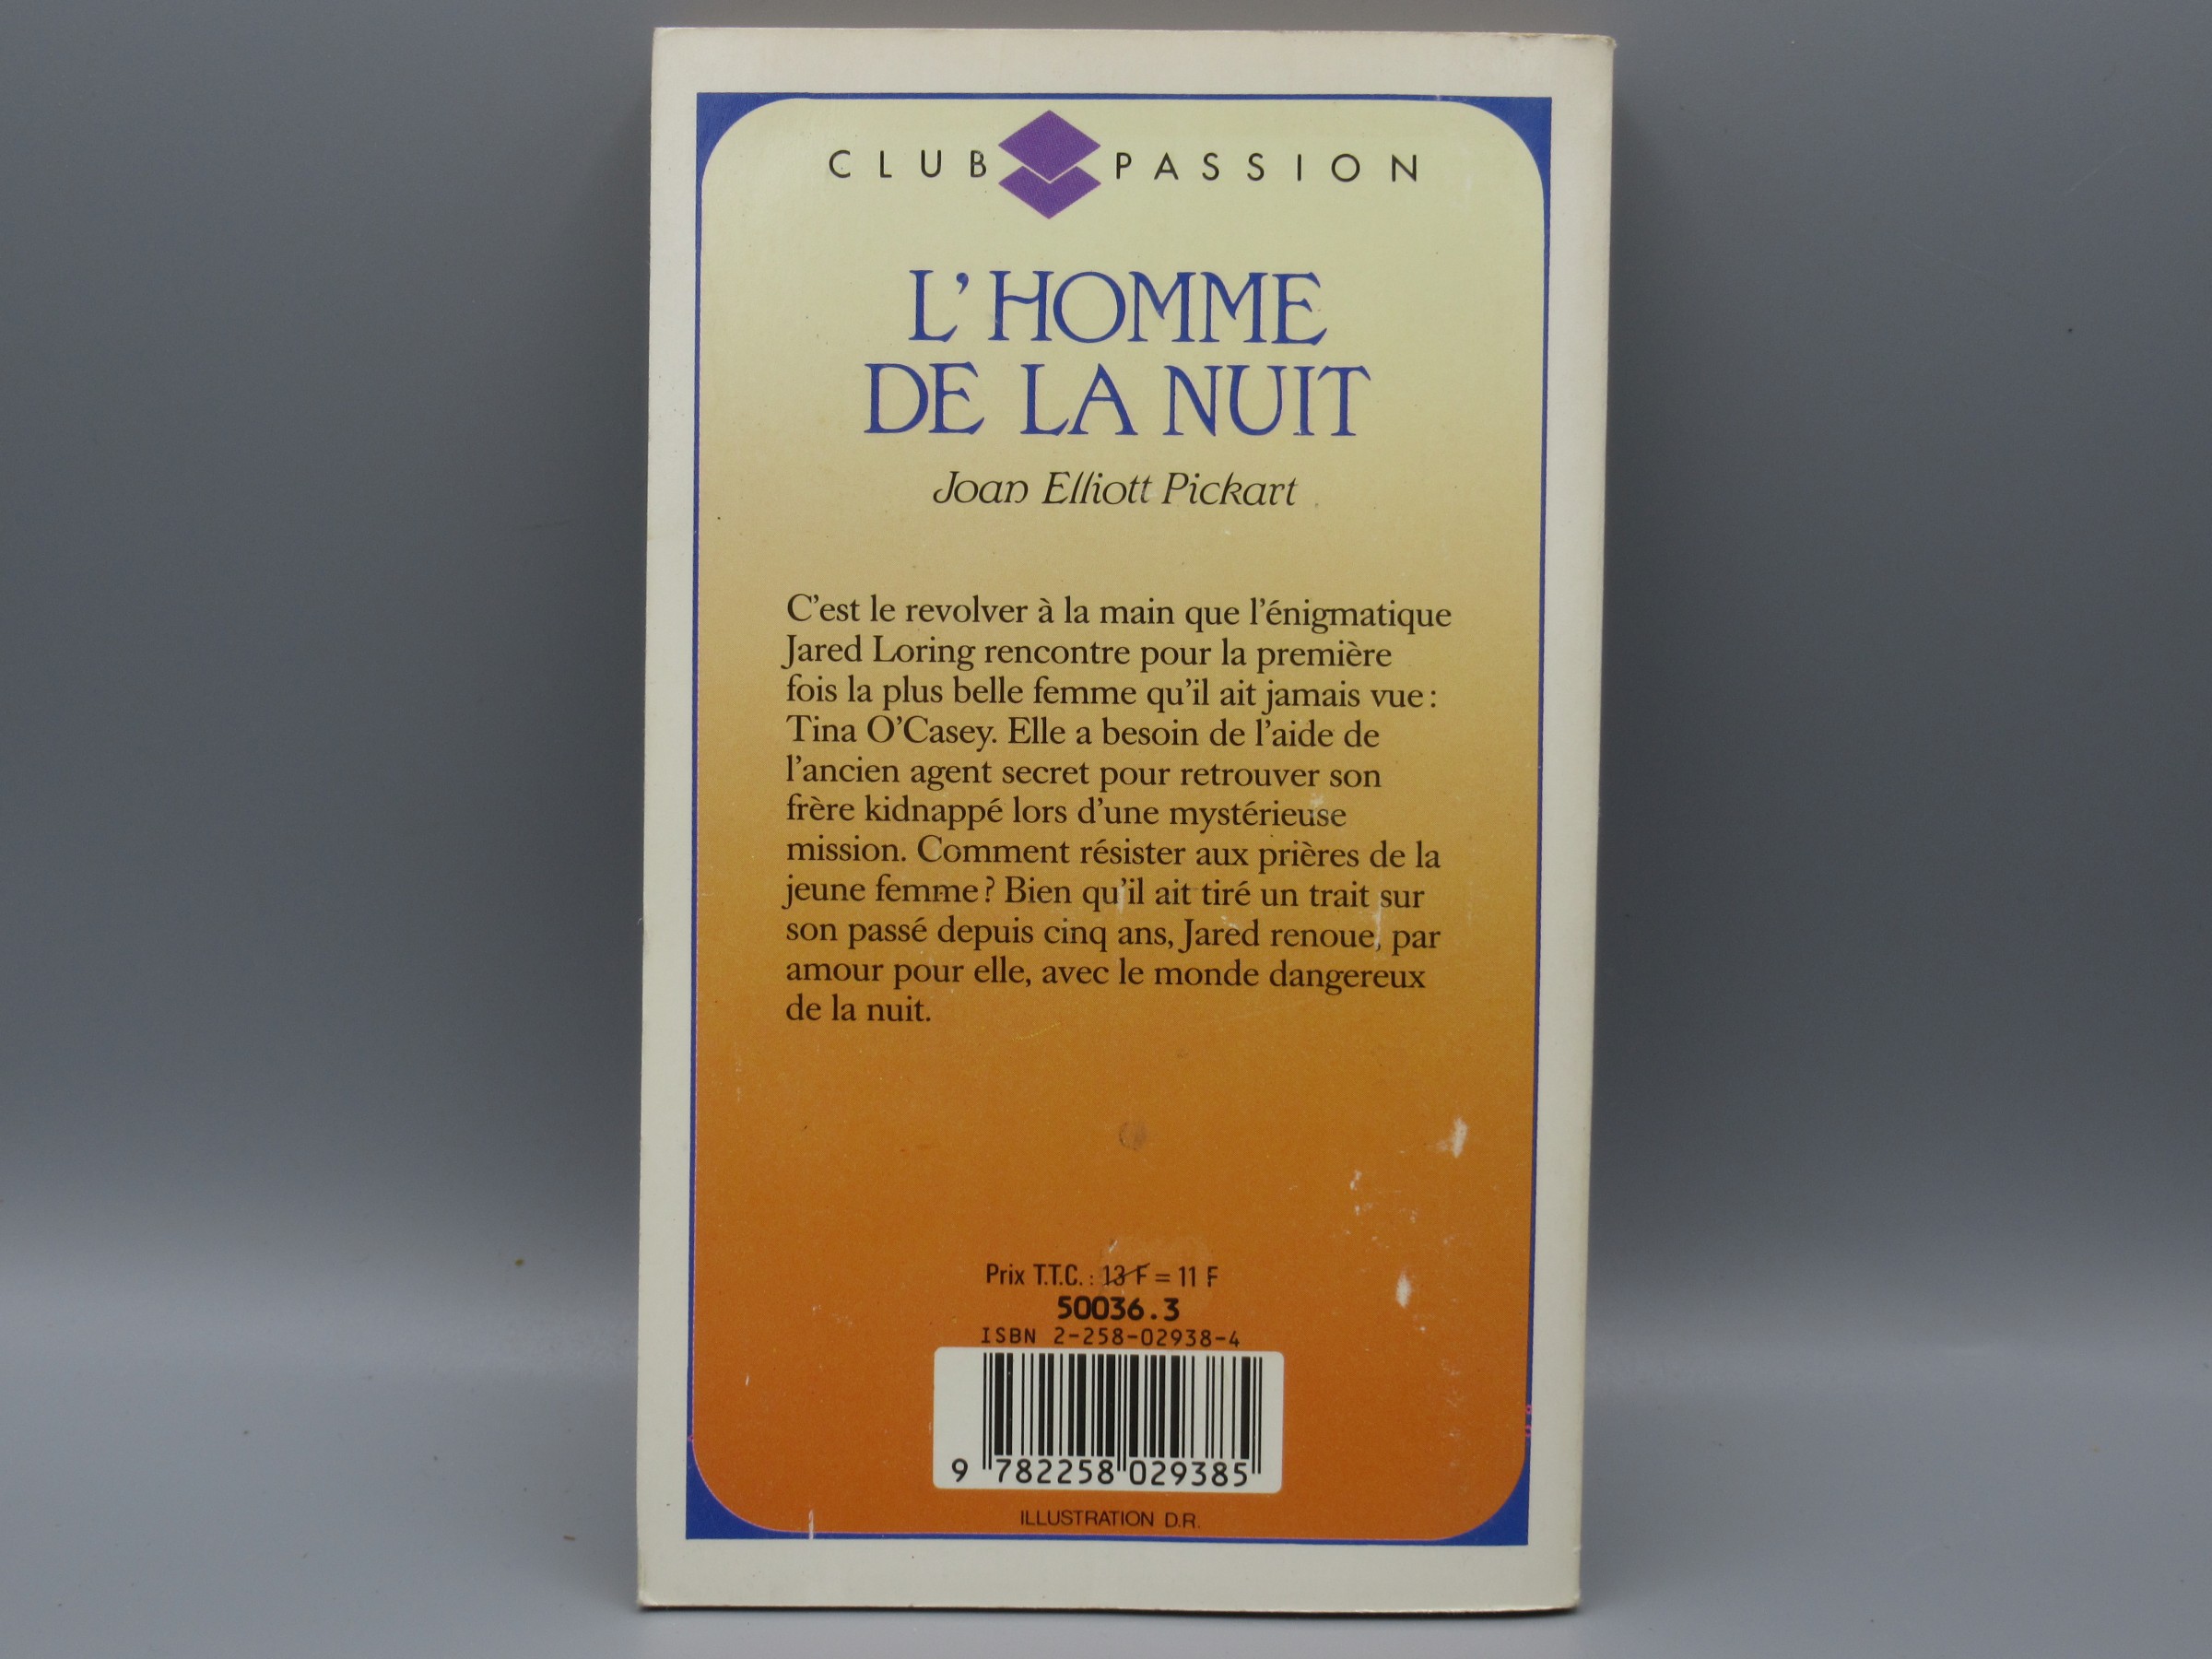 CLUB PASSION
L'HOMME
DE LA NUIT
Joan Elliott Pickart
C'est le revolver à la main que l'énigmatique
Jared Loring rencontre pour la première
fois la plus belle femme qu'il ait jamais vue :
Tina O'Casey. Elle a besoin de l'aide de
l'ancien agent secret pour retrouver son
frère kidnappé lors d'une mystérieuse
mission. Comment résister aux prières de la
jeune femme ? Bien qu'il ait tiré un trait sur
son passé depuis cinq ans, Jared renoue, par
amour pour elle, avec le monde dangereux
de la nuit.
Prix T.T.C. : 13 F = 11 F
50036.3
ISBN 2-258-02938-4
9 782258 029385
ILLUSTRATION D.R.